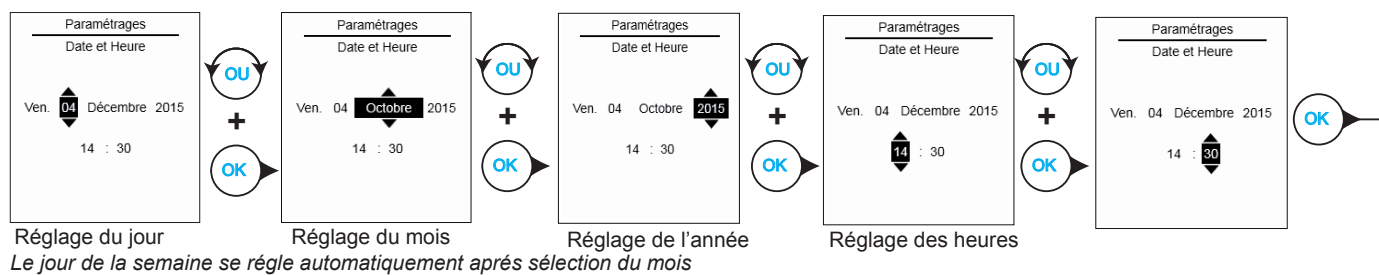 Paramétrages
Date et Heure
Ven. 04 Décembre 2015
14 : 30
OU
+
OK
Paramétrages
Date et Heure
Ven. 04 Octobre 2015
14 : 30
OU
+
OK
Paramétrages
Date et Heure
Ven. 04 Octobre 2015
14 : 30
OU
+
OK
Paramétrages
Date et Heure
Ven. 04 Décembre 2015
14 : 30
OU
+
OK
Paramétrages
Date et Heure
Ven. 04 Décembre 2015
14 : 30
OK
Réglage du jour
Réglage du mois
Réglage de l'année
Réglage des heures
Le jour de la semaine se régle automatiquement aprés sélection du mois